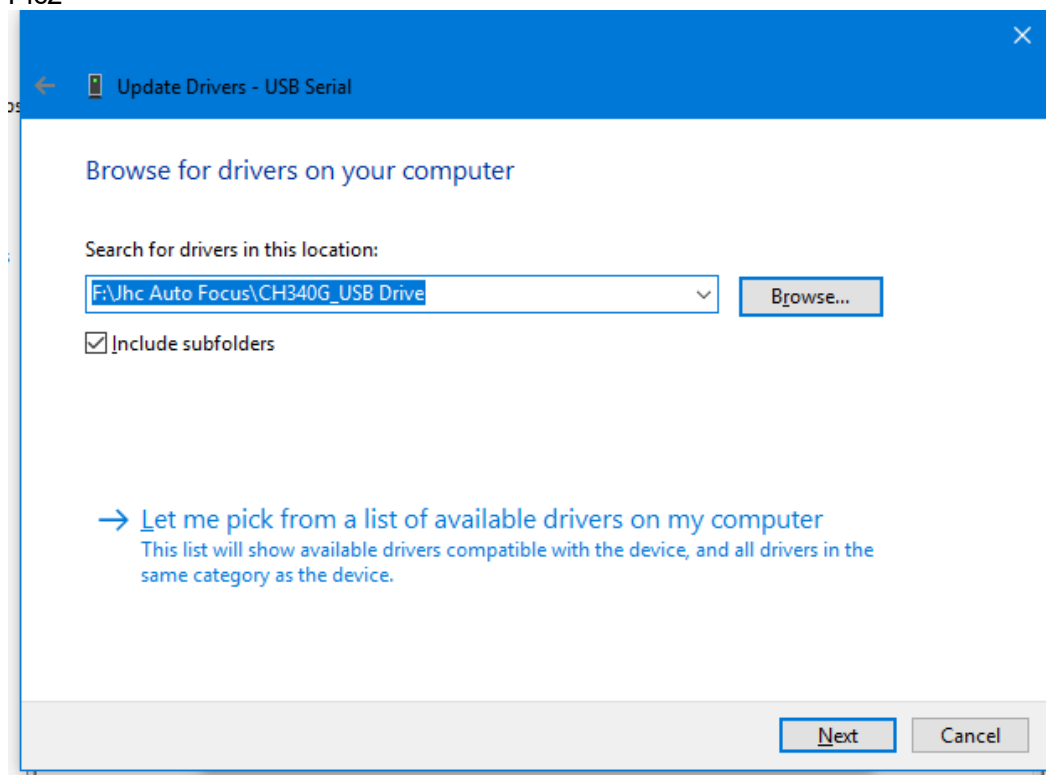 Update Drivers - USB Serial
Browse for drivers on your computer
Search for drivers in this location:
F:\Jhc Auto Focus\CH340G_USB Drive
Browse...
Include subfolders
Let me pick from a list of available drivers on my computer
This list will show available drivers compatible with the device, and all drivers in the
same category as the device.
Next
Cancel